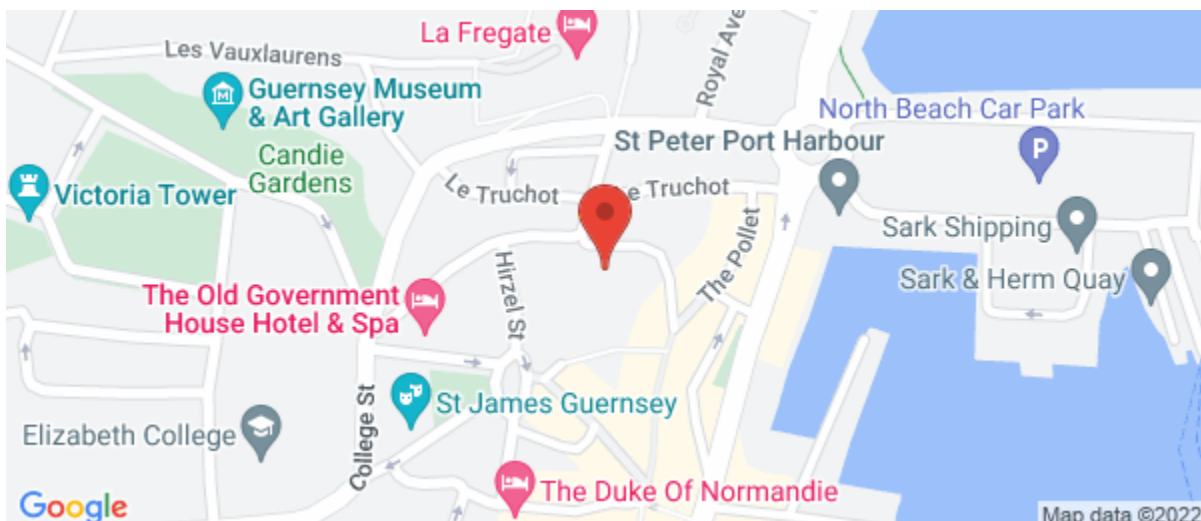 La Fregate
Royal Ave
Les Vauxlaurens
Guernsey Museum
& Art Gallery
North Beach Car Park
P
St Peter Port Harbour
Candie
Gardens
Le Truchot
Le Truchot
Victoria Tower
The Pollet
Sark Shipping
Hirzel St
Sark & Herm Quay
The Old Government
House Hotel & Spa
St James Guernsey
College St
Elizabeth College
The Duke Of Normandie
Google
Map data ©2022